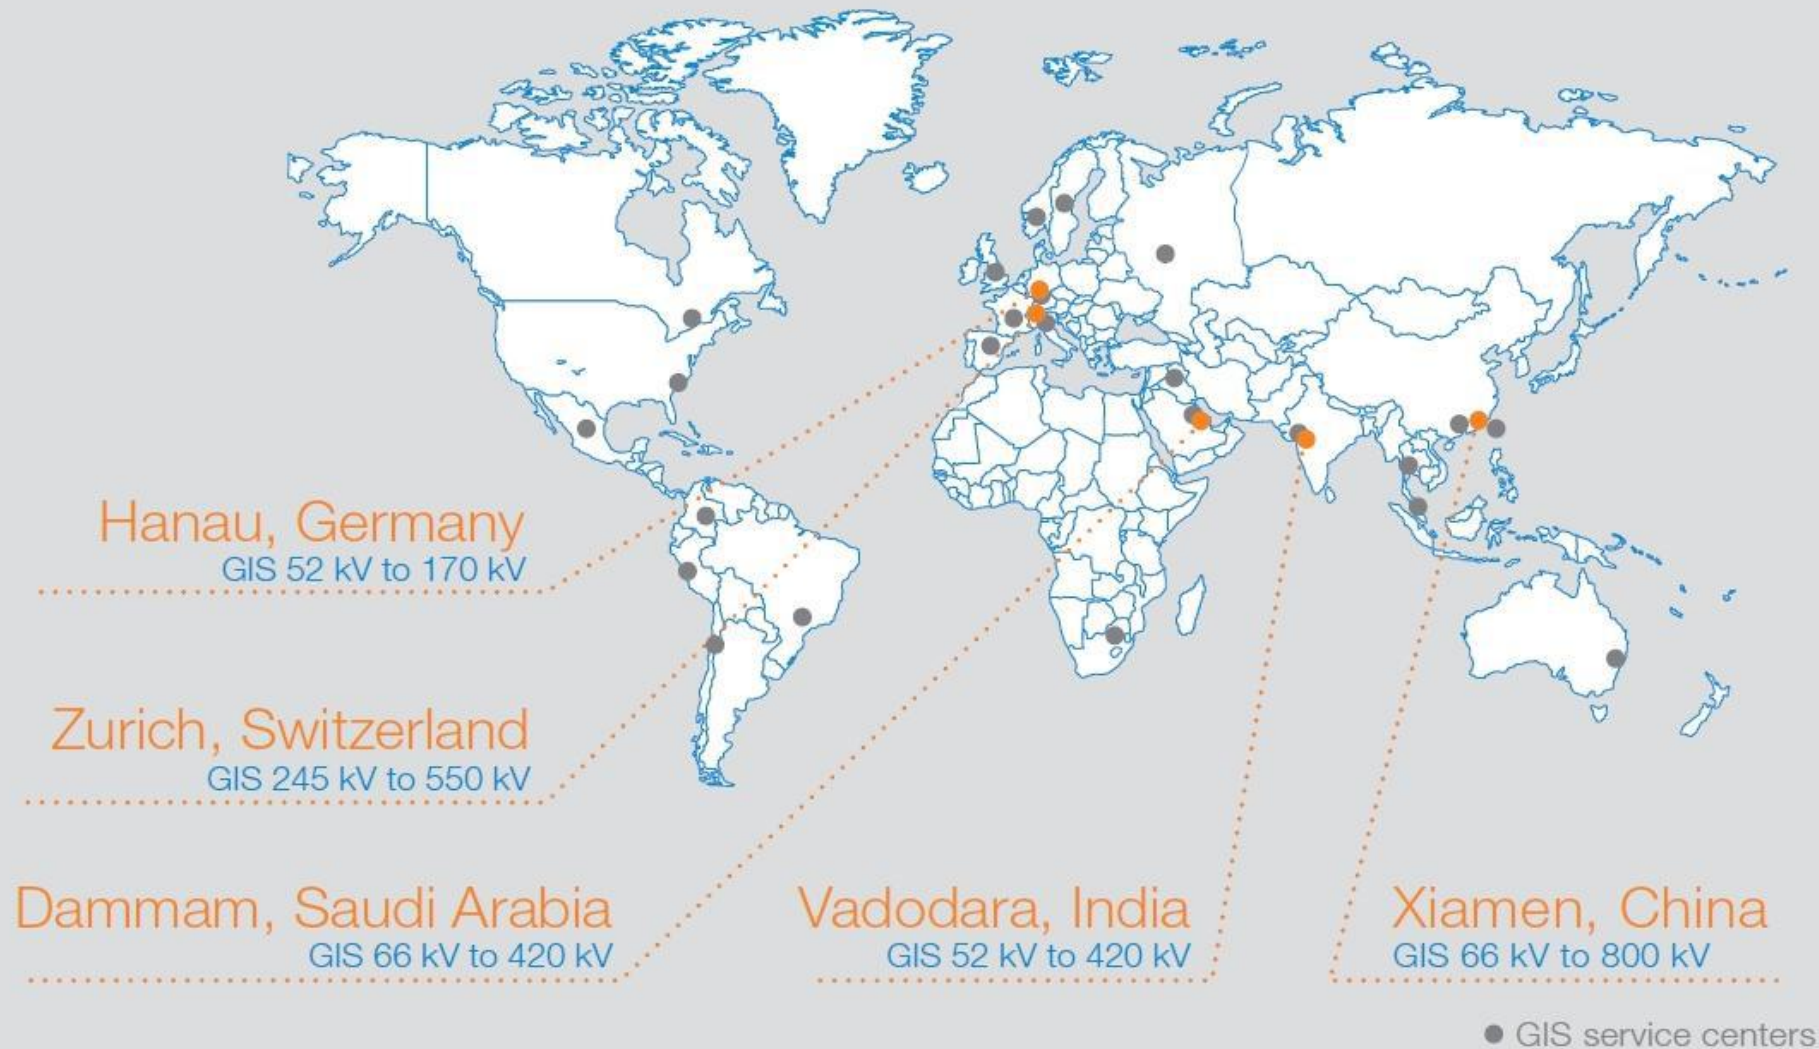 Hanau, Germany
GIS 52 kV to 170 kV
Zurich, Switzerland
GIS 245 kV to 550 kV
Dammam, Saudi Arabia
GIS 66 kV to 420 kV
Vadodara, India
GIS 52 kV to 420 kV
Xiamen, China
GIS 66 kV to 800 kV
GIS service centers